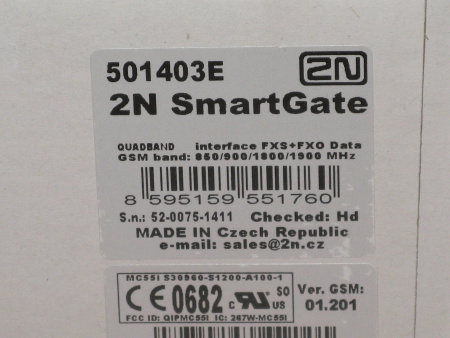 501403E 2N
2N SmartGate
QUADBAND interface FXS+FXO Data
GSM band: 850/900/1800/1900 MHz
8 595159 551760
S.n.: 52-0075-1411 Checked: Hd
MADE IN Czech Republic
e-mail: sales@2n.cz
MC55i S30960-S1200-A100-1
CE 0682 c RU US
FCC ID: QIPMC55i IC: 267W-MC55i
Ver. GSM:
01.201